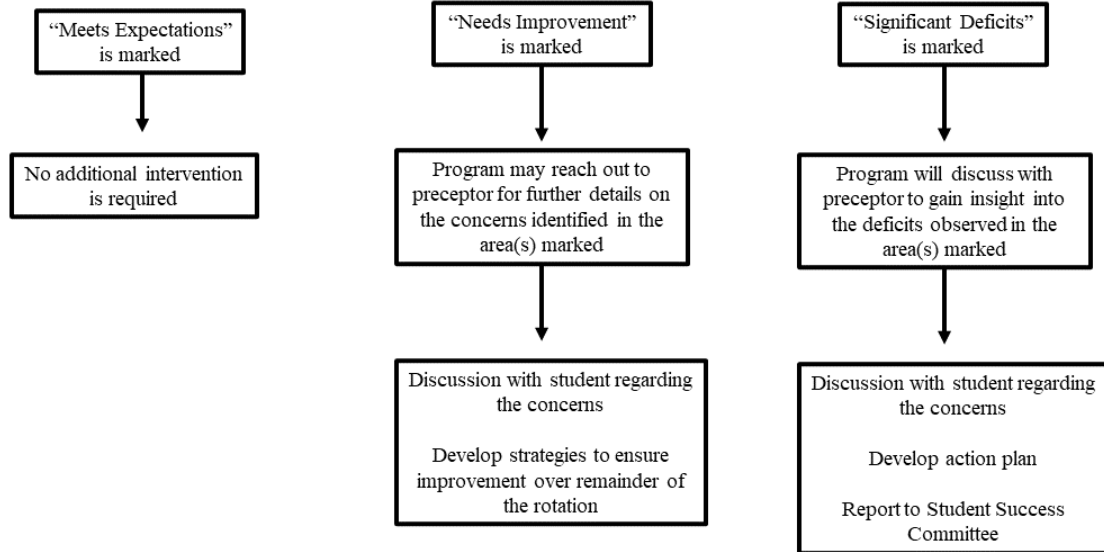 “Meets Expectations”
is marked
No additional intervention
is required
“Needs Improvement”
is marked
Program may reach out to
preceptor for further details on
the concerns identified in the
area(s) marked
Discussion with student regarding
the concerns
Develop strategies to ensure
improvement over remainder of
the rotation
“Significant Deficits”
is marked
Program will discuss with
preceptor to gain insight into
the deficits observed in the
area(s) marked
Discussion with student regarding
the concerns
Develop action plan
Report to Student Success
Committee